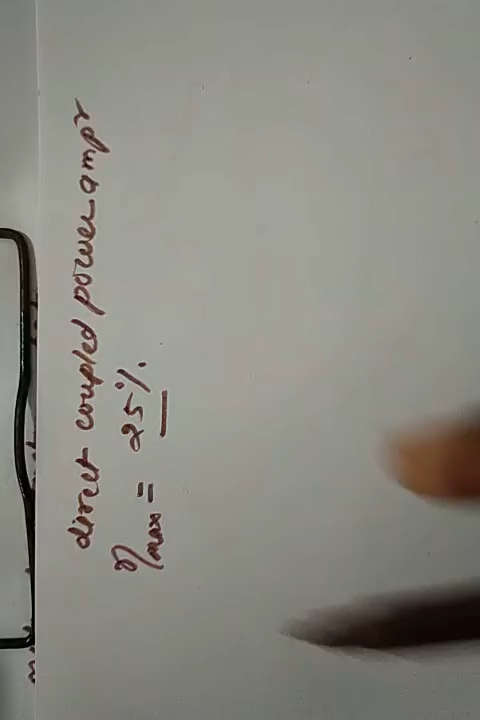 direct coupled power ampr
ηmax = 25%.